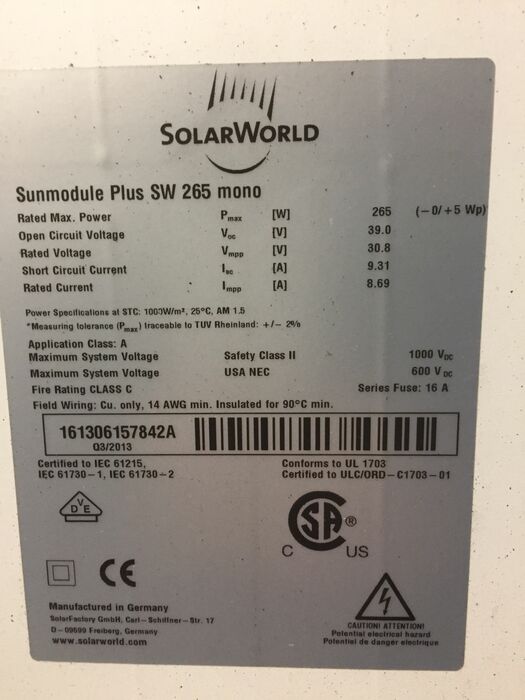 SOLARWORLD
Sunmodule Plus SW 265 mono
Rated Max. Power Pmax [W] 265 (-0/+5 Wp)
Open Circuit Voltage Voc [V] 39.0
Rated Voltage Vmpp [V] 30.8
Short Circuit Current Isc [A] 9.31
Rated Current Impp [A] 8.69
Power Specifications at STC: 1000W/m², 25°C, AM 1.5
*Measuring tolerance (Pmax) traceable to TUV Rheinland: +/- 2%
Application Class: A
Maximum System Voltage Safety Class II 1000 VDC
Maximum System Voltage USA NEC 600 VDC
Fire Rating CLASS C Series Fuse: 16 A
Field Wiring: Cu. only, 14 AWG min. Insulated for 90°C min.
161306157842A
Q3/2013
Certified to IEC 61215, Conforms to UL 1703
IEC 61730-1, IEC 61730-2 Certified to ULC/ORD-C1703-01
DVE
CSA ®
C US
CE
Manufactured in Germany
SolarFactory GmbH, Carl-Schiffner-Str. 17
D-09599 Freiberg, Germany
www.solarworld.com
CAUTION! ATTENTION!
Potential electrical hazard
Potentiel de danger électrique